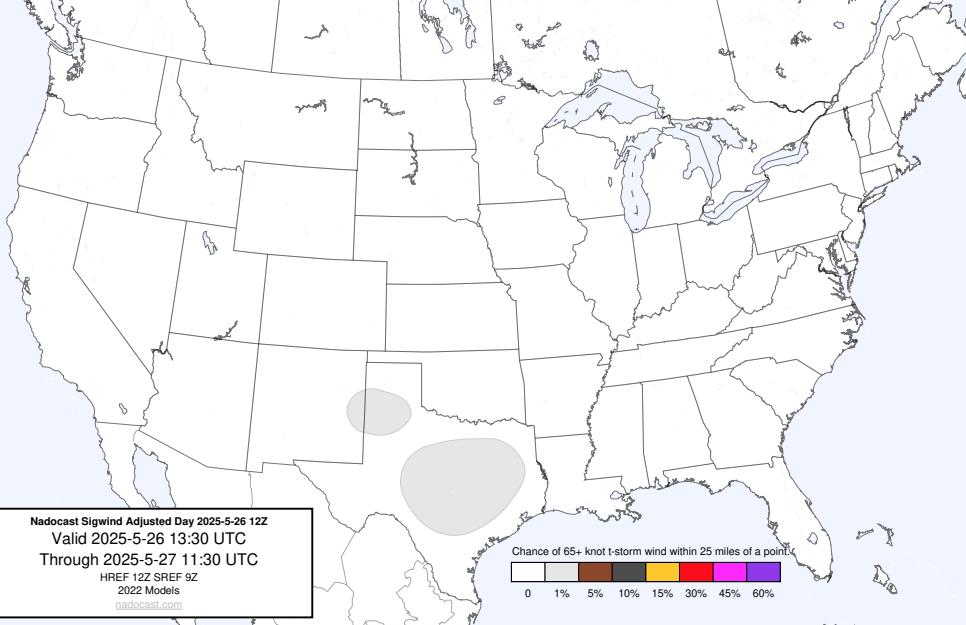 Nadocast Sigwind Adjusted Day 2025-5-26 12Z
Valid 2025-5-26 13:30 UTC
Through 2025-5-27 11:30 UTC
HREF 12Z SREF 9Z
2022 Models
nadocast.com
Chance of 65+ knot t-storm wind within 25 miles of a point.
0 1% 5% 10% 15% 30% 45% 60%